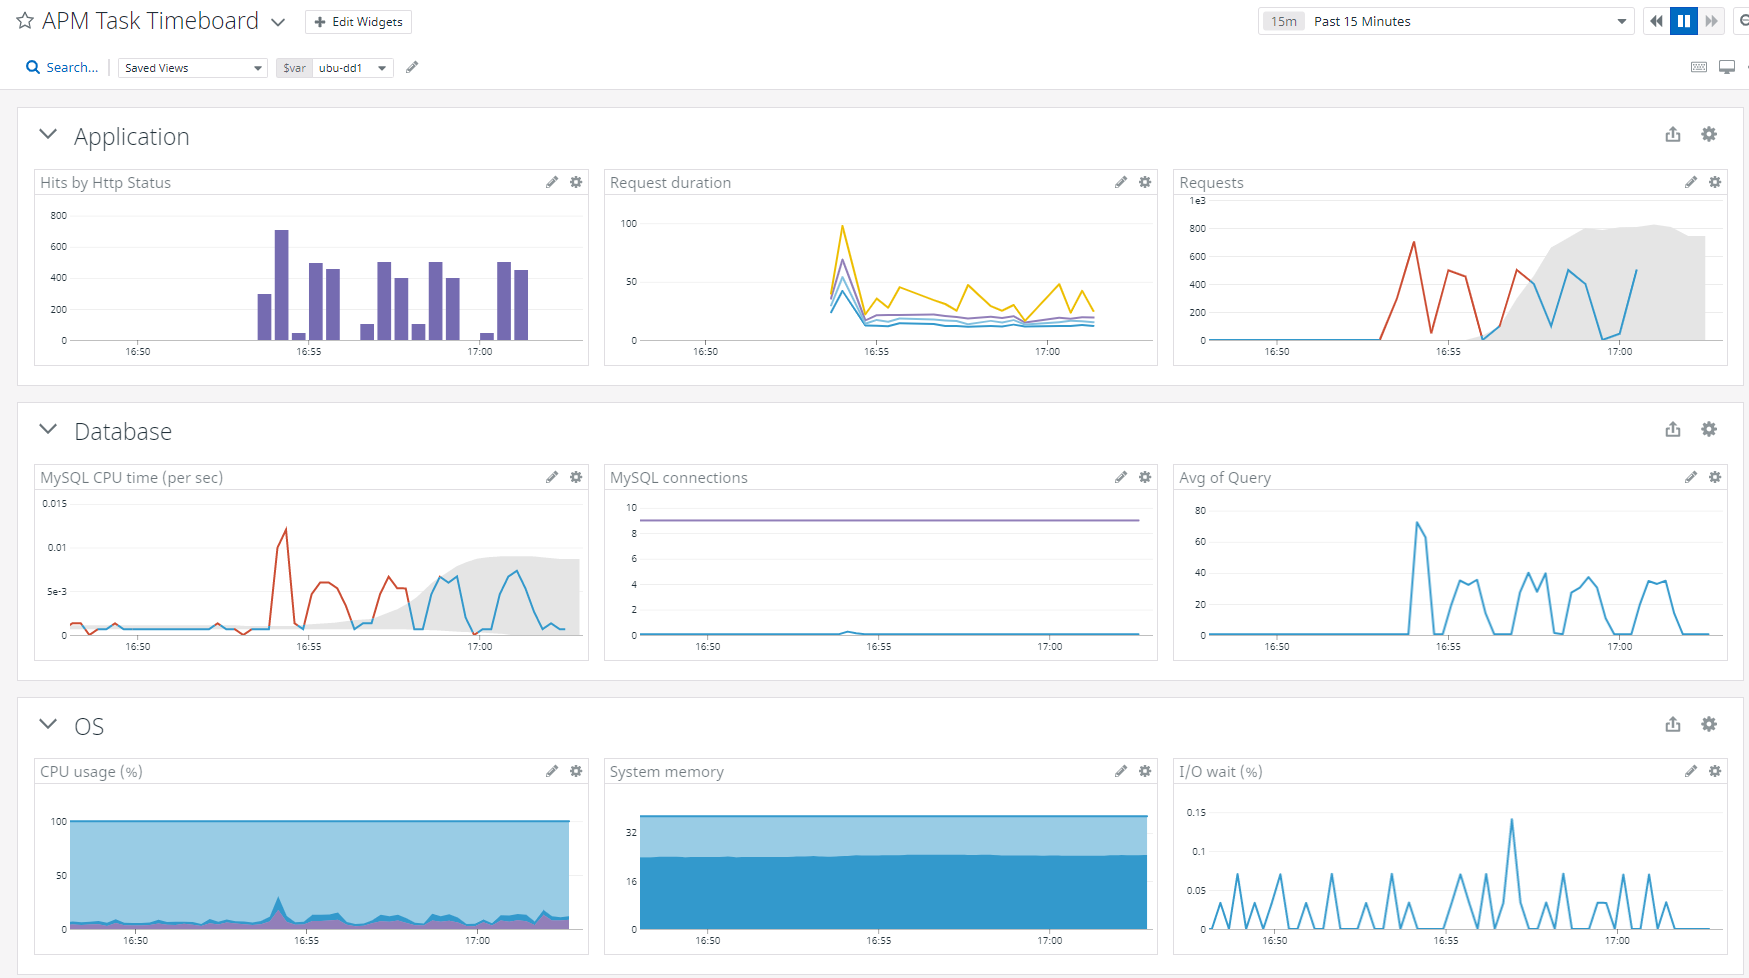 APM Task Timeboard
Edit Widgets
15m Past 15 Minutes
Search...
Saved Views
$var ubu-dd1
Application
Hits by Http Status
800
600
400
200
0
16:50 16:55 17:00
Request duration
100
50
0
16:50 16:55 17:00
Requests
1e3
800
600
400
200
0
16:50 16:55 17:00
Database
MySQL CPU time (per sec)
0.015
0.01
5e-3
0
16:50 16:55 17:00
MySQL connections
10
8
6
4
2
0
16:50 16:55 17:00
Avg of Query
80
60
40
20
0
16:50 16:55 17:00
OS
CPU usage (%)
100
50
0
16:50 16:55 17:00
System memory
32
16
0
16:50 16:55 17:00
I/O wait (%)
0.15
0.1
0.05
0
16:50 16:55 17:00